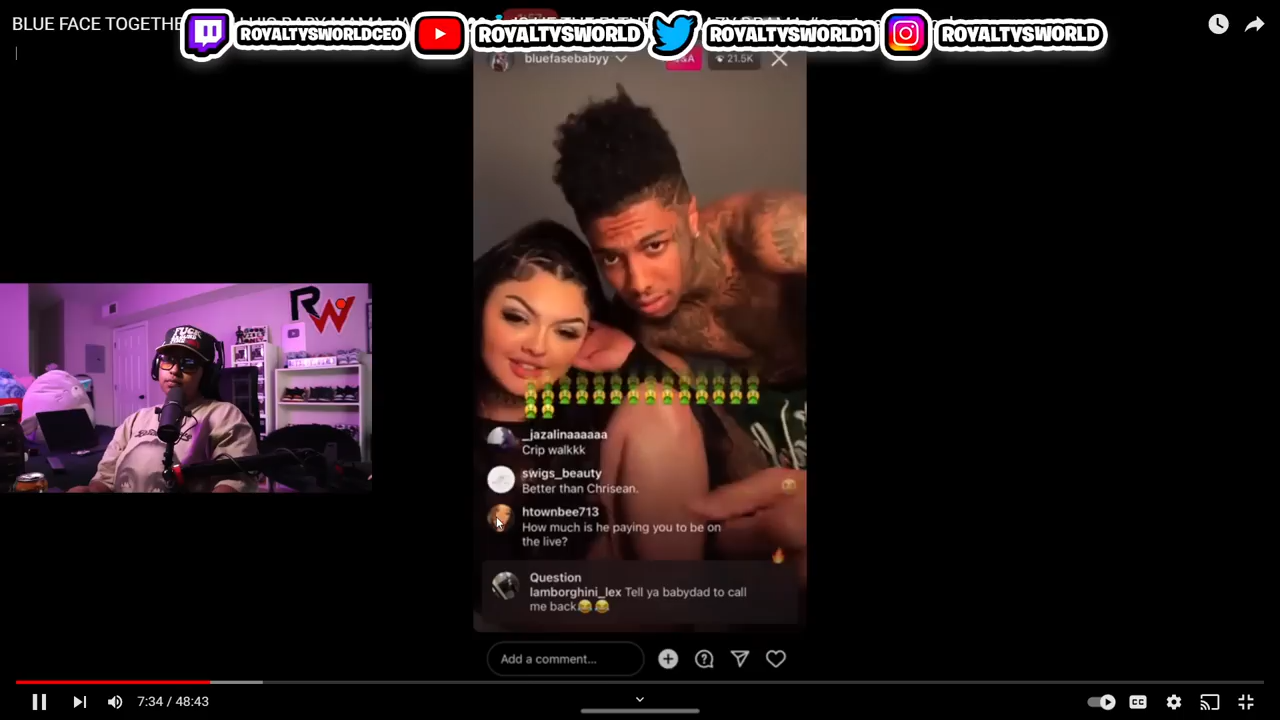 BLUE FACE TOGETHE
ROYALTYSWORLDCEO
ROYALTYSWORLD
ROYALTYSWORLD1
ROYALTYSWORLD
bluefasebabyy
Q&A
21.5K
RW
_jazalinaaaaaa
Crip walkkk
swigs_beauty
Better than Chrisean.
htownbee713
How much is he paying you to be on
the live?
Question
lamborghini_lex Tell ya babydad to call
me back😂😂
Add a comment...
7:34 / 48:43
CC